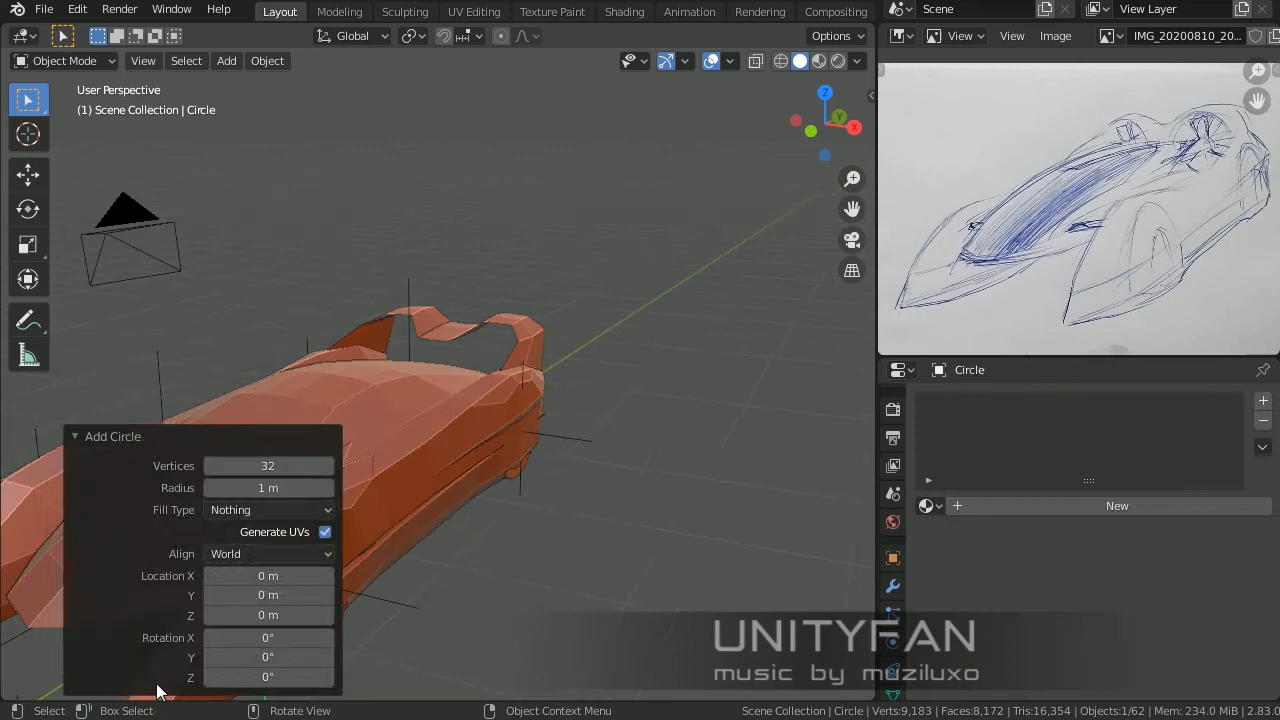 File Edit Render Window Help
Layout Modeling Sculpting UV Editing Texture Paint Shading Animation Rendering Compositing
Scene
View Layer
Global
Options
View View Image
IMG_20200810_20...
Object Mode View Select Add Object
User Perspective
(1) Scene Collection | Circle
Z
Y
X
Circle
New
Add Circle
Vertices 32
Radius 1 m
Fill Type Nothing
Generate UVs
Align World
Location X 0 m
Y 0 m
Z 0 m
Rotation X 0°
Y 0°
Z 0°
UNITYFAN
music by muziluxo
Select Box Select Rotate View Object Context Menu
Scene Collection | Circle | Verts:9,183 | Faces:8,172 | Tris:16,354 | Objects:1/62 | Mem: 234.0 MiB | 2.83.0